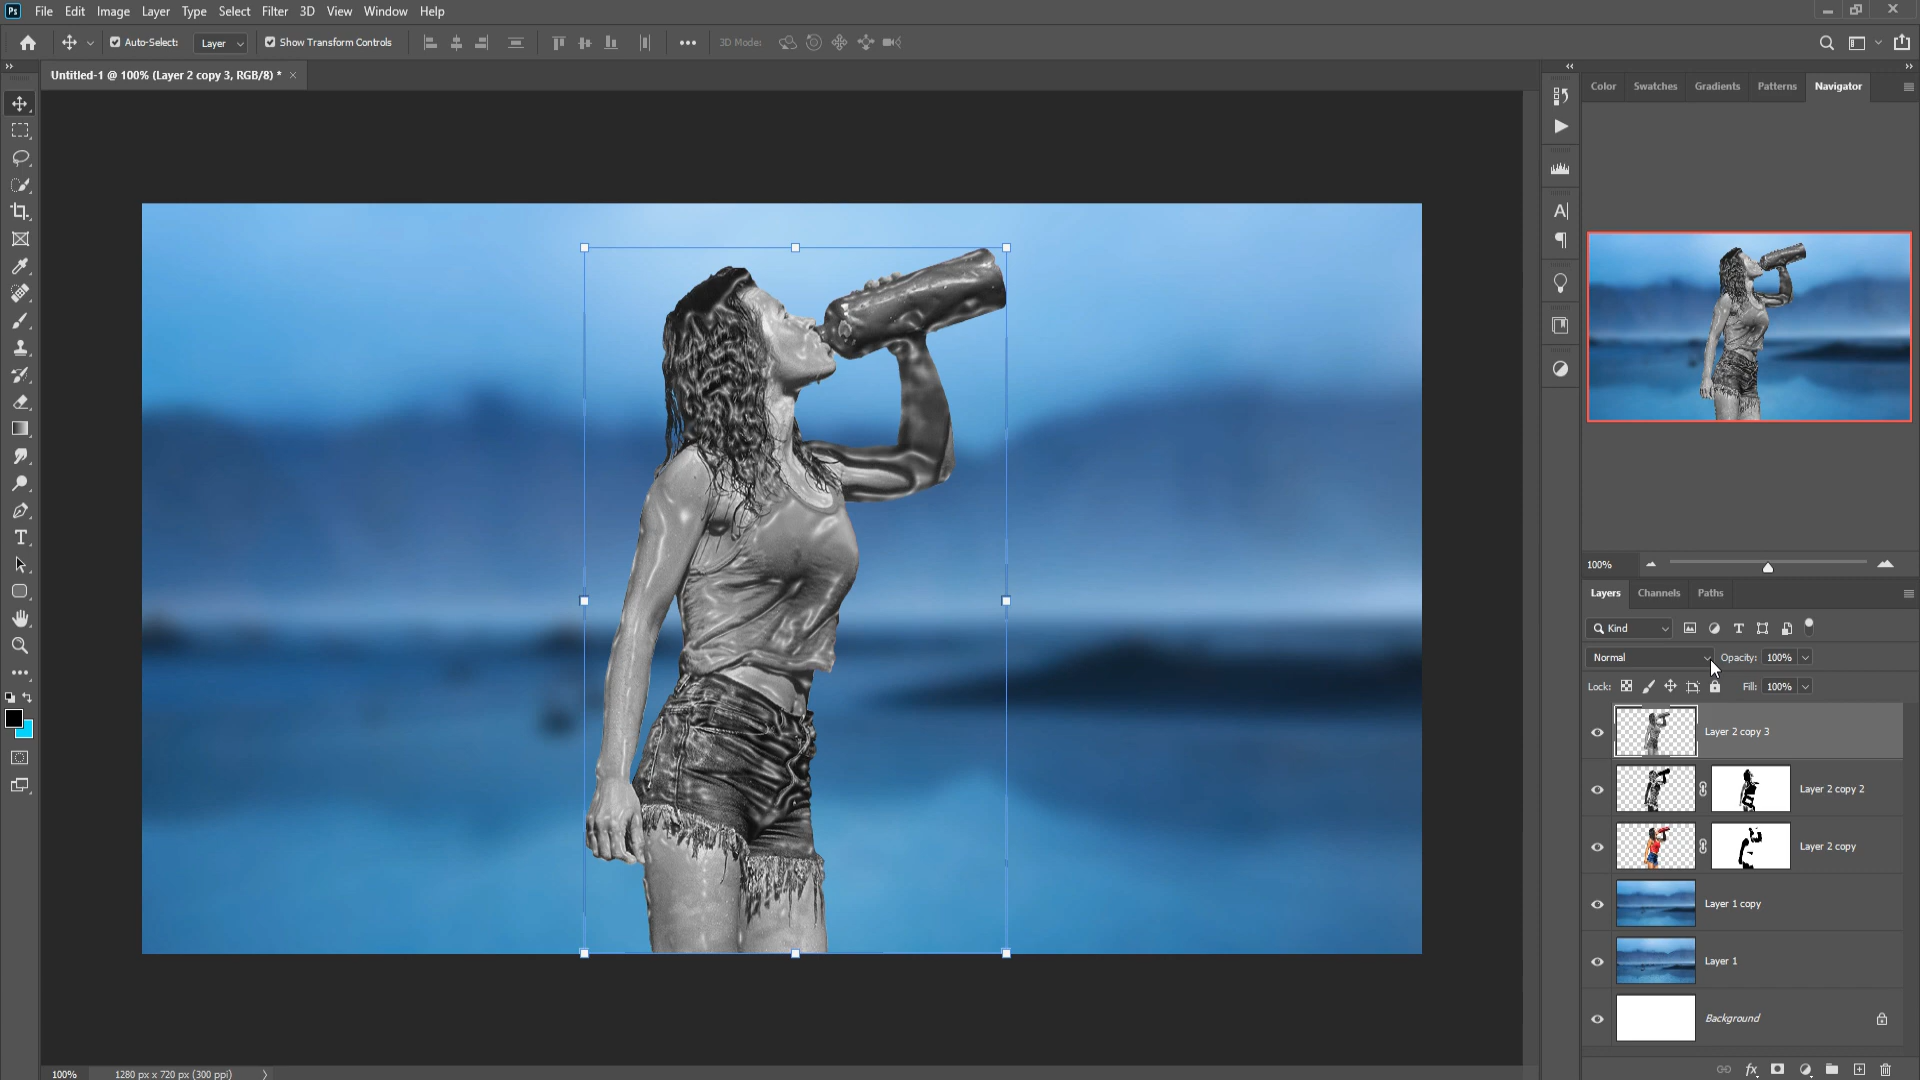 Ps File Edit Image Layer Type Select Filter 3D View Window Help
Auto-Select: Layer Show Transform Controls 3D Mode:
Untitled-1 @ 100% (Layer 2 copy 3, RGB/8) *
Color Swatches Gradients Patterns Navigator
100%
Layers Channels Paths
Kind
Normal Opacity: 100%
Lock: Fill: 100%
Layer 2 copy 3
Layer 2 copy 2
Layer 2 copy
Layer 1 copy
Layer 1
Background
fx
100% 1280 px x 720 px (300 ppi)